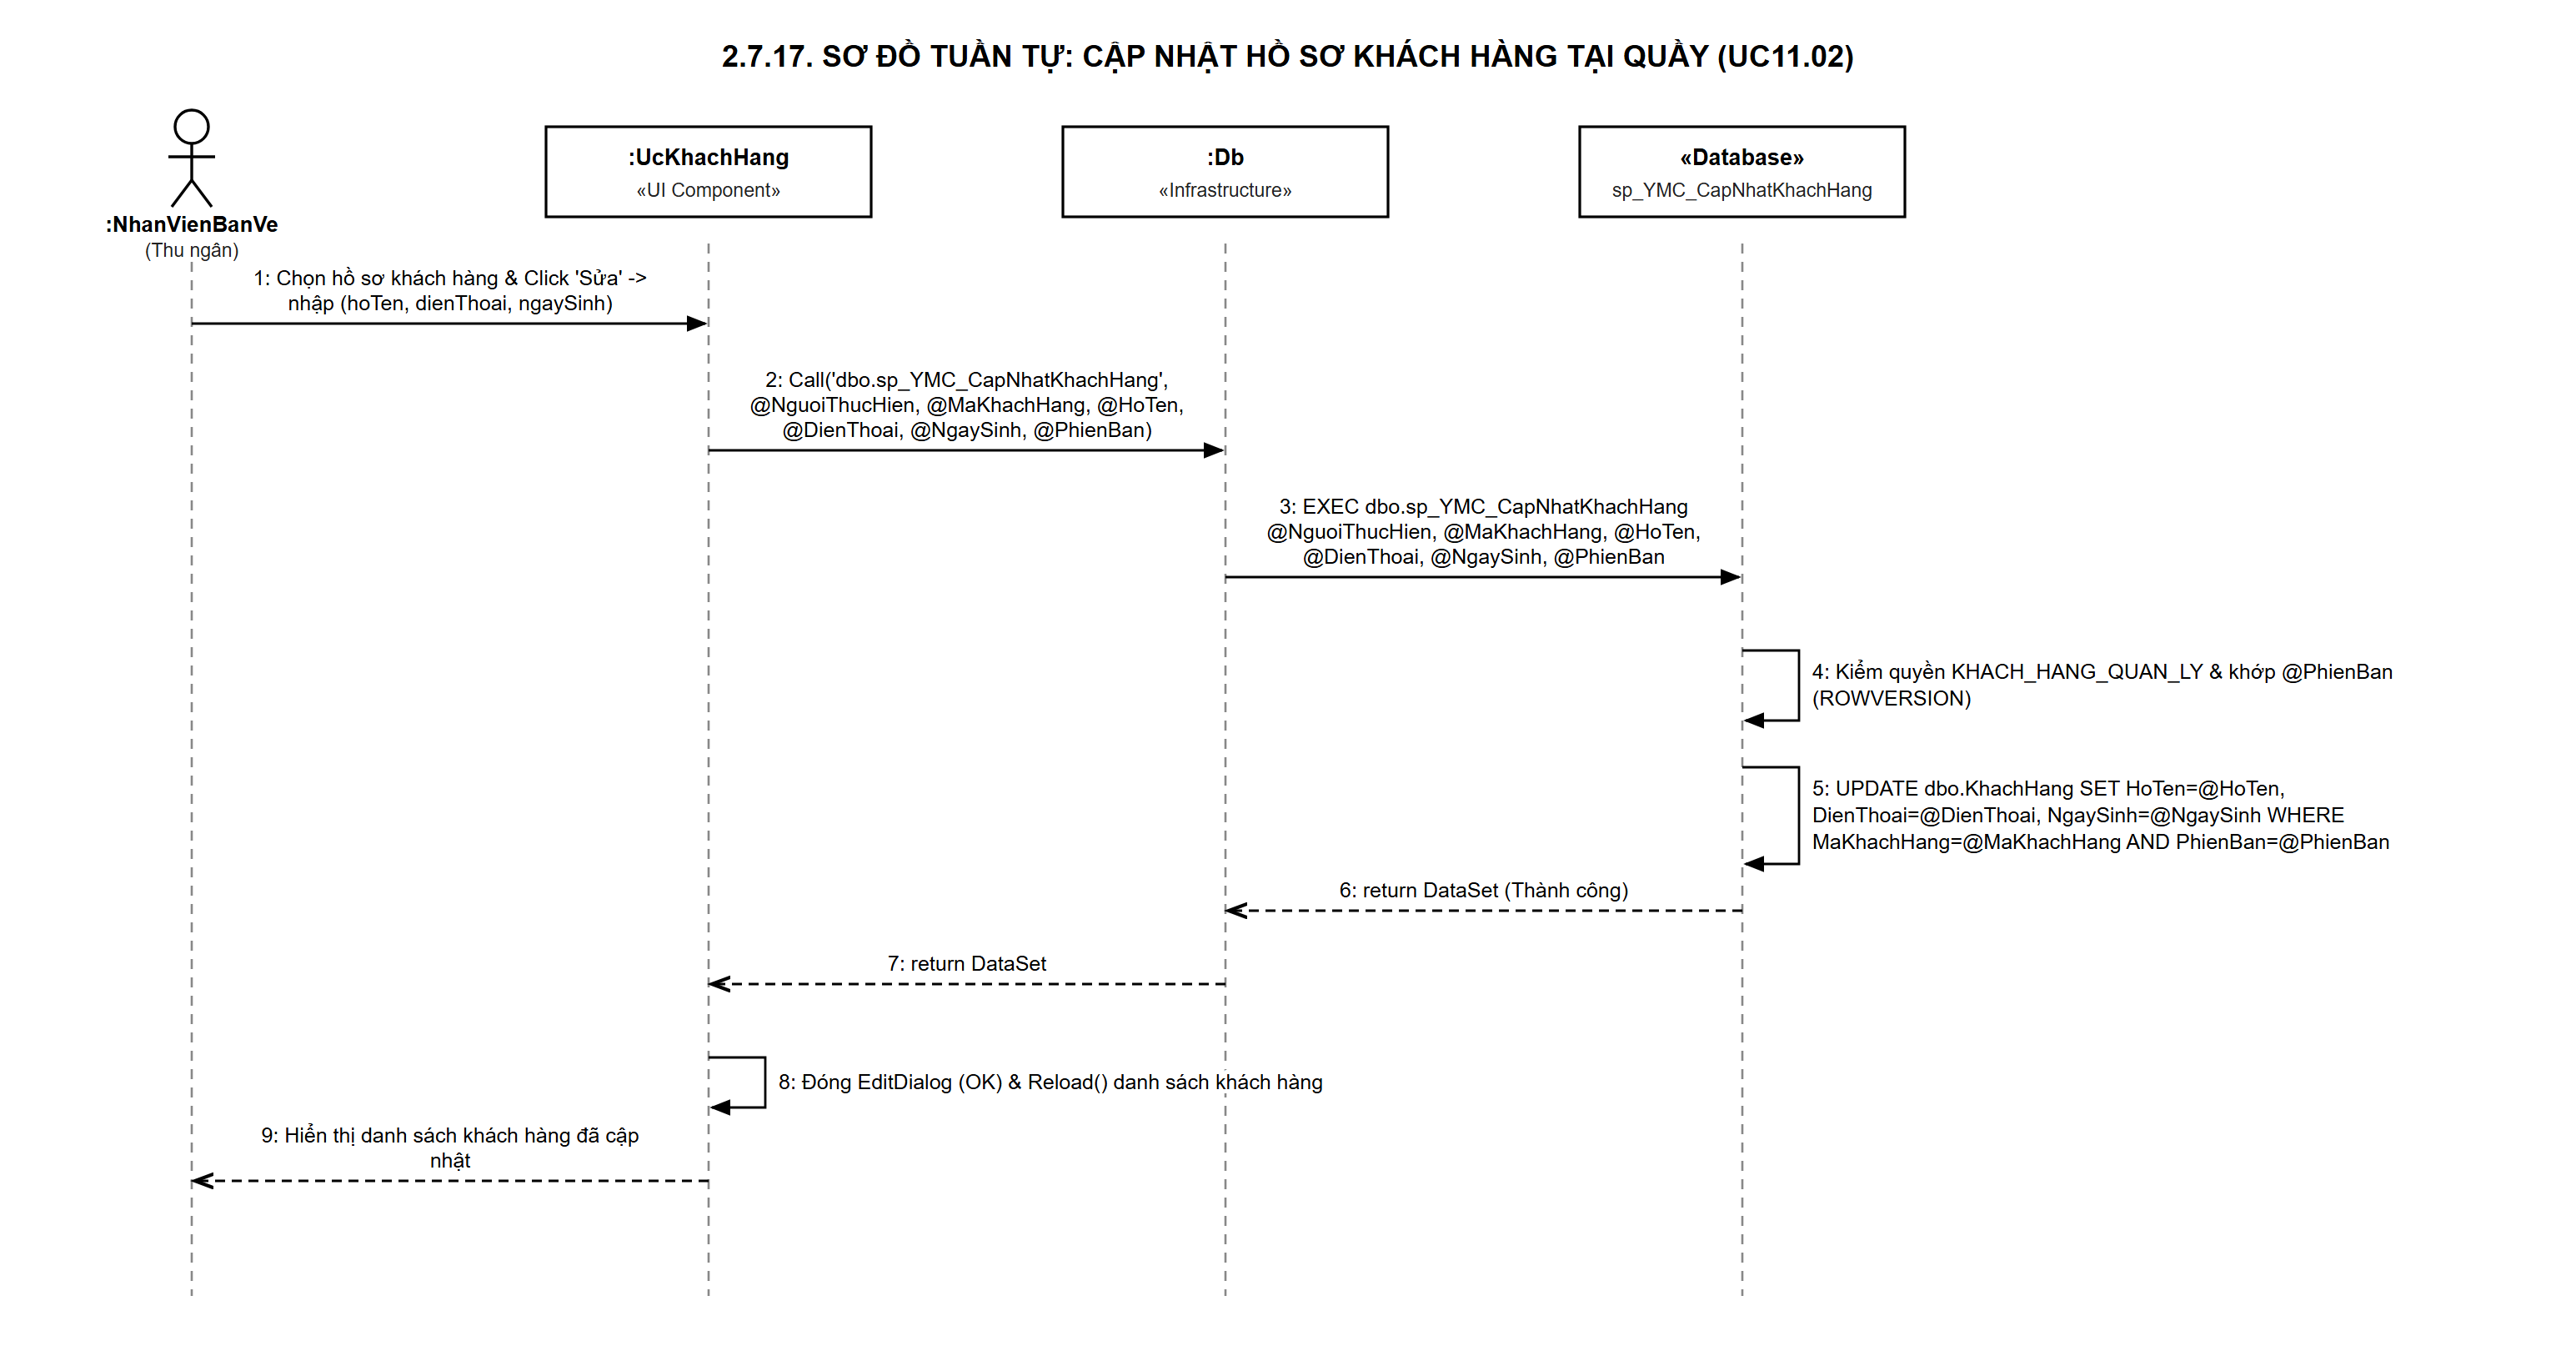 2.7.17. SƠ ĐỒ TUẦN TỰ: CẬP NHẬT HỒ SƠ KHÁCH HÀNG TẠI QUẦY (UC11.02)
:NhanVienBanVe
(Thu ngân)
:UcKhachHang
«UI Component»
:Db
«Infrastructure»
«Database»
sp_YMC_CapNhatKhachHang
1: Chọn hồ sơ khách hàng & Click 'Sửa' ->
nhập (hoTen, dienThoai, ngaySinh)
2: Call('dbo.sp_YMC_CapNhatKhachHang',
@NguoiThucHien, @MaKhachHang, @HoTen,
@DienThoai, @NgaySinh, @PhienBan)
3: EXEC dbo.sp_YMC_CapNhatKhachHang
@NguoiThucHien, @MaKhachHang, @HoTen,
@DienThoai, @NgaySinh, @PhienBan
4: Kiểm quyền KHACH_HANG_QUAN_LY & khớp @PhienBan
(ROWVERSION)
5: UPDATE dbo.KhachHang SET HoTen=@HoTen,
DienThoai=@DienThoai, NgaySinh=@NgaySinh WHERE
MaKhachHang=@MaKhachHang AND PhienBan=@PhienBan
6: return DataSet (Thành công)
7: return DataSet
8: Đóng EditDialog (OK) & Reload() danh sách khách hàng
9: Hiển thị danh sách khách hàng đã cập
nhật